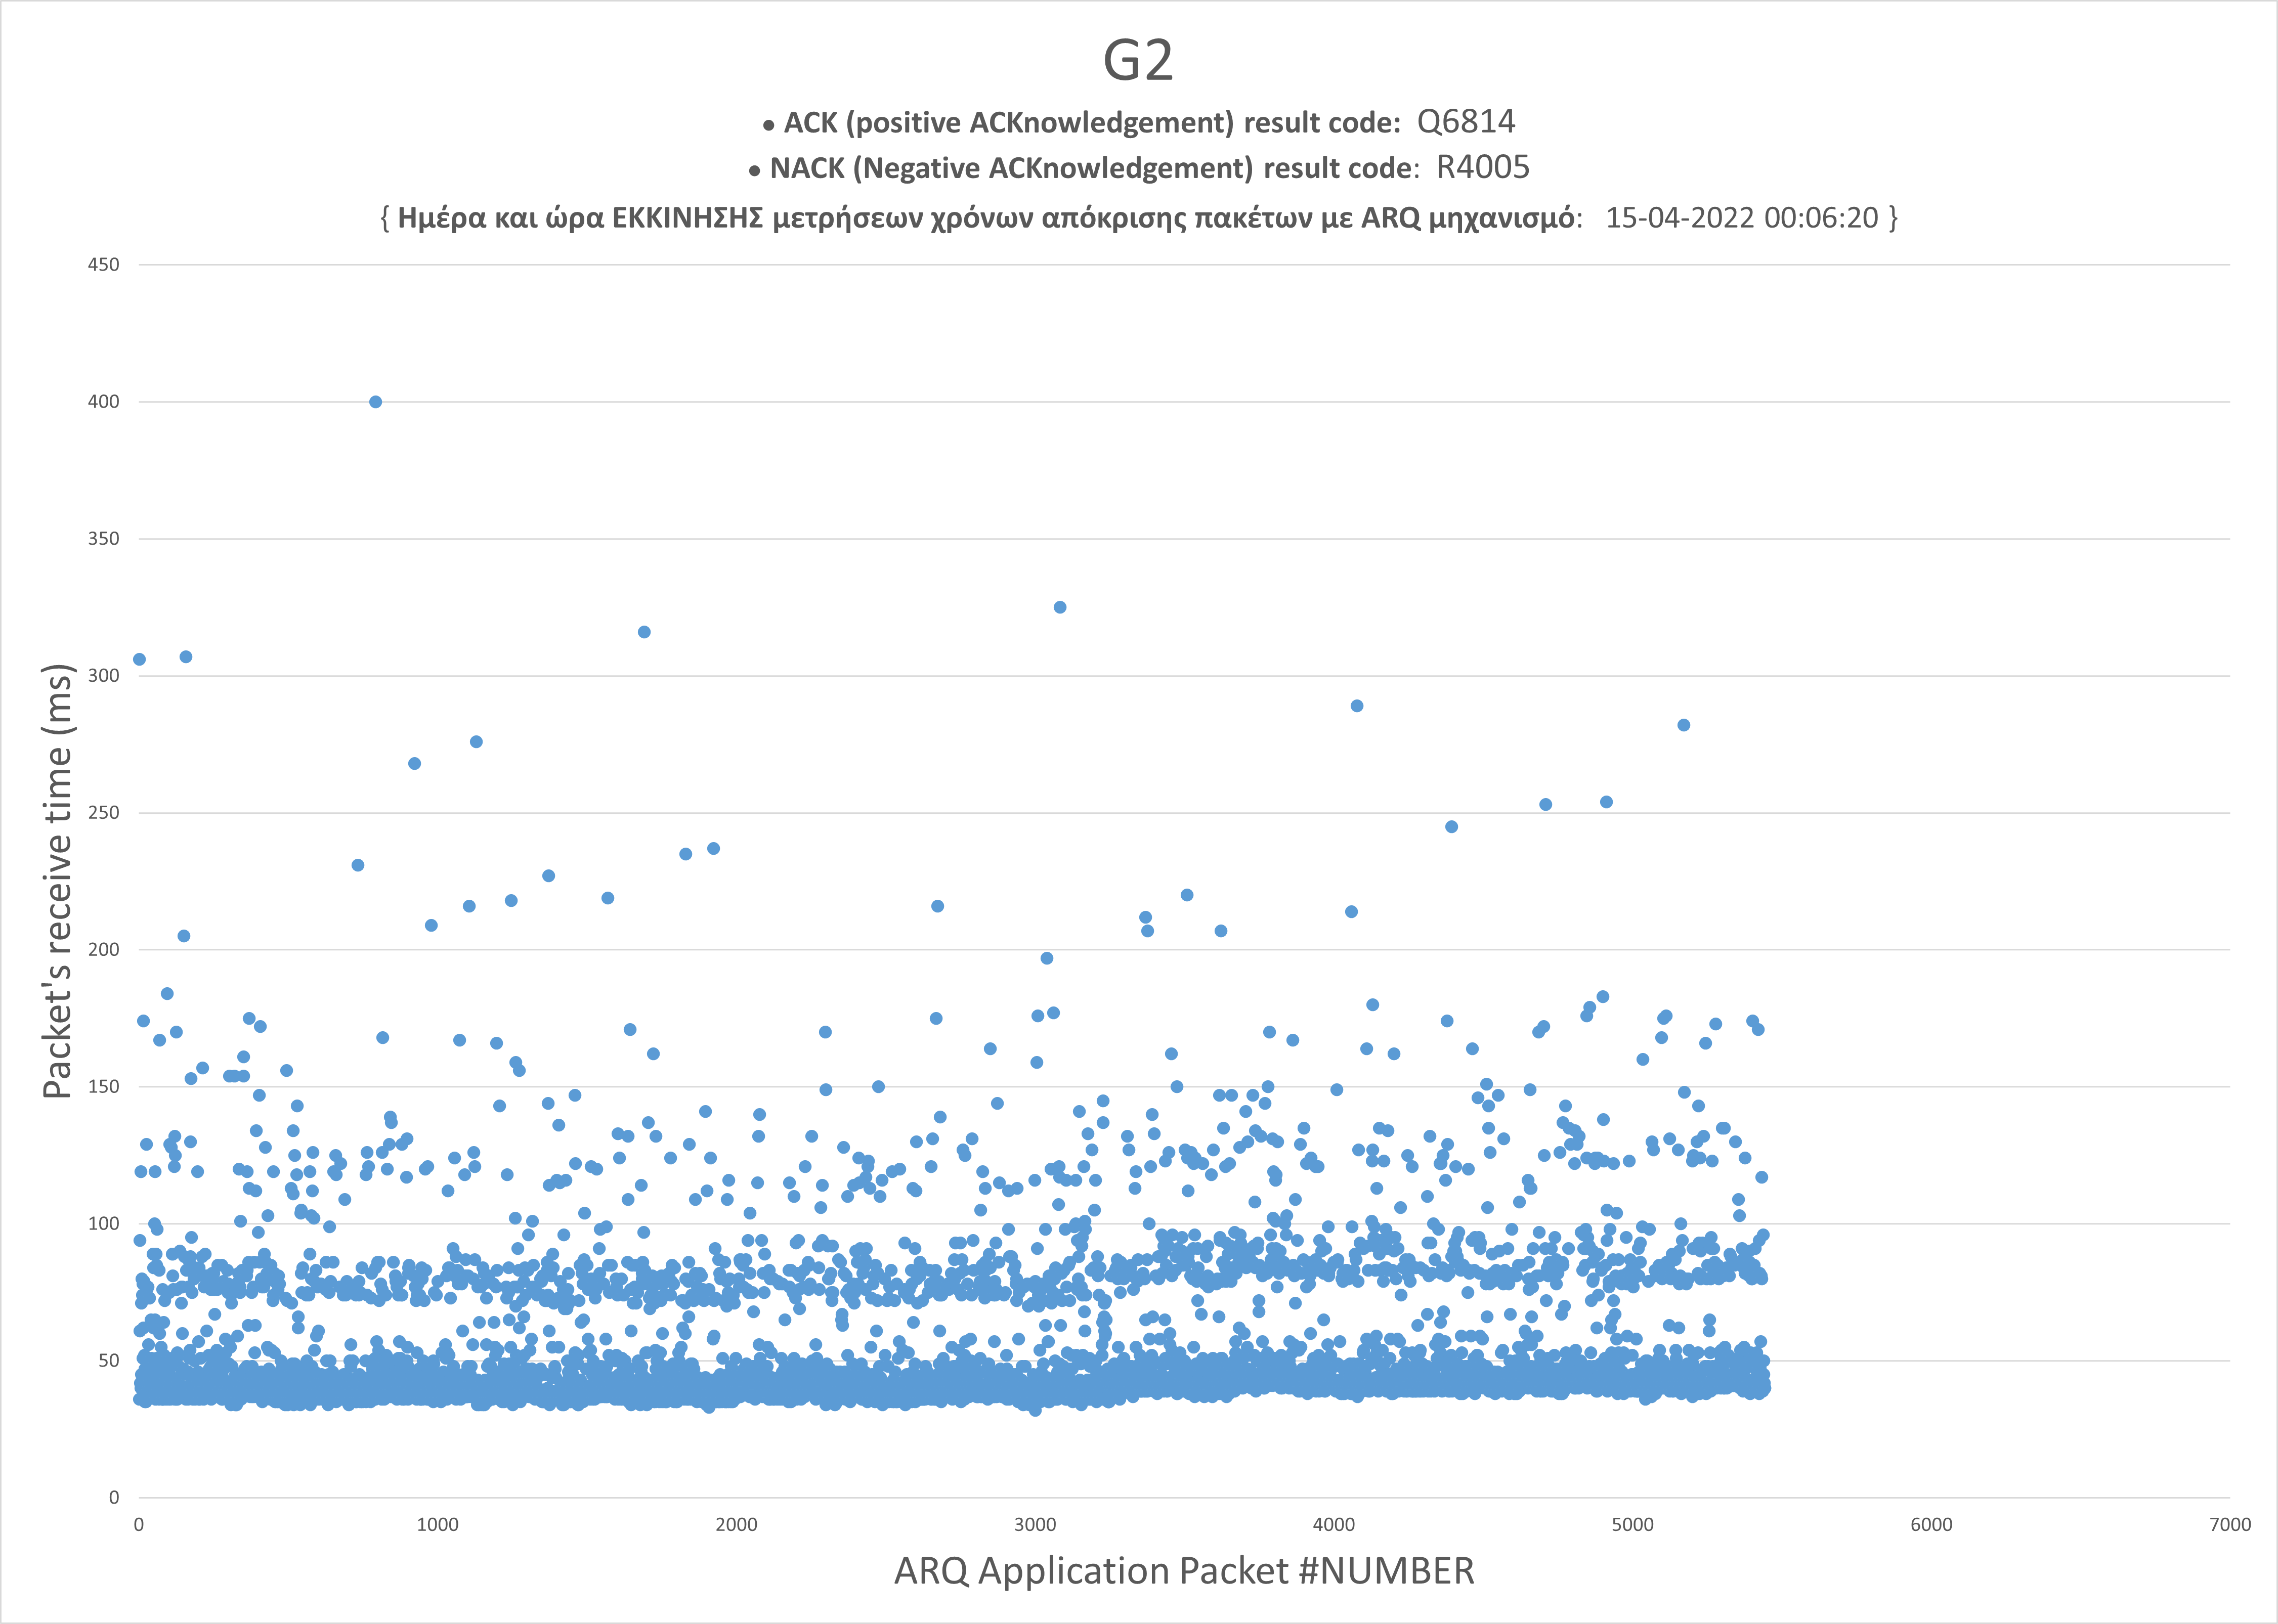 G2
• ACK (positive ACKnowledgement) result code: Q6814
• NACK (Negative ACKnowledgement) result code: R4005
{ Ημέρα και ώρα ΕΚΚΙΝΗΣΗΣ μετρήσεων χρόνων απόκρισης πακέτων με ARQ μηχανισμό: 15-04-2022 00:06:20 }
Packet's receive time (ms)
450
400
350
300
250
200
150
100
50
0
0 1000 2000 3000 4000 5000 6000 7000
ARQ Application Packet #NUMBER